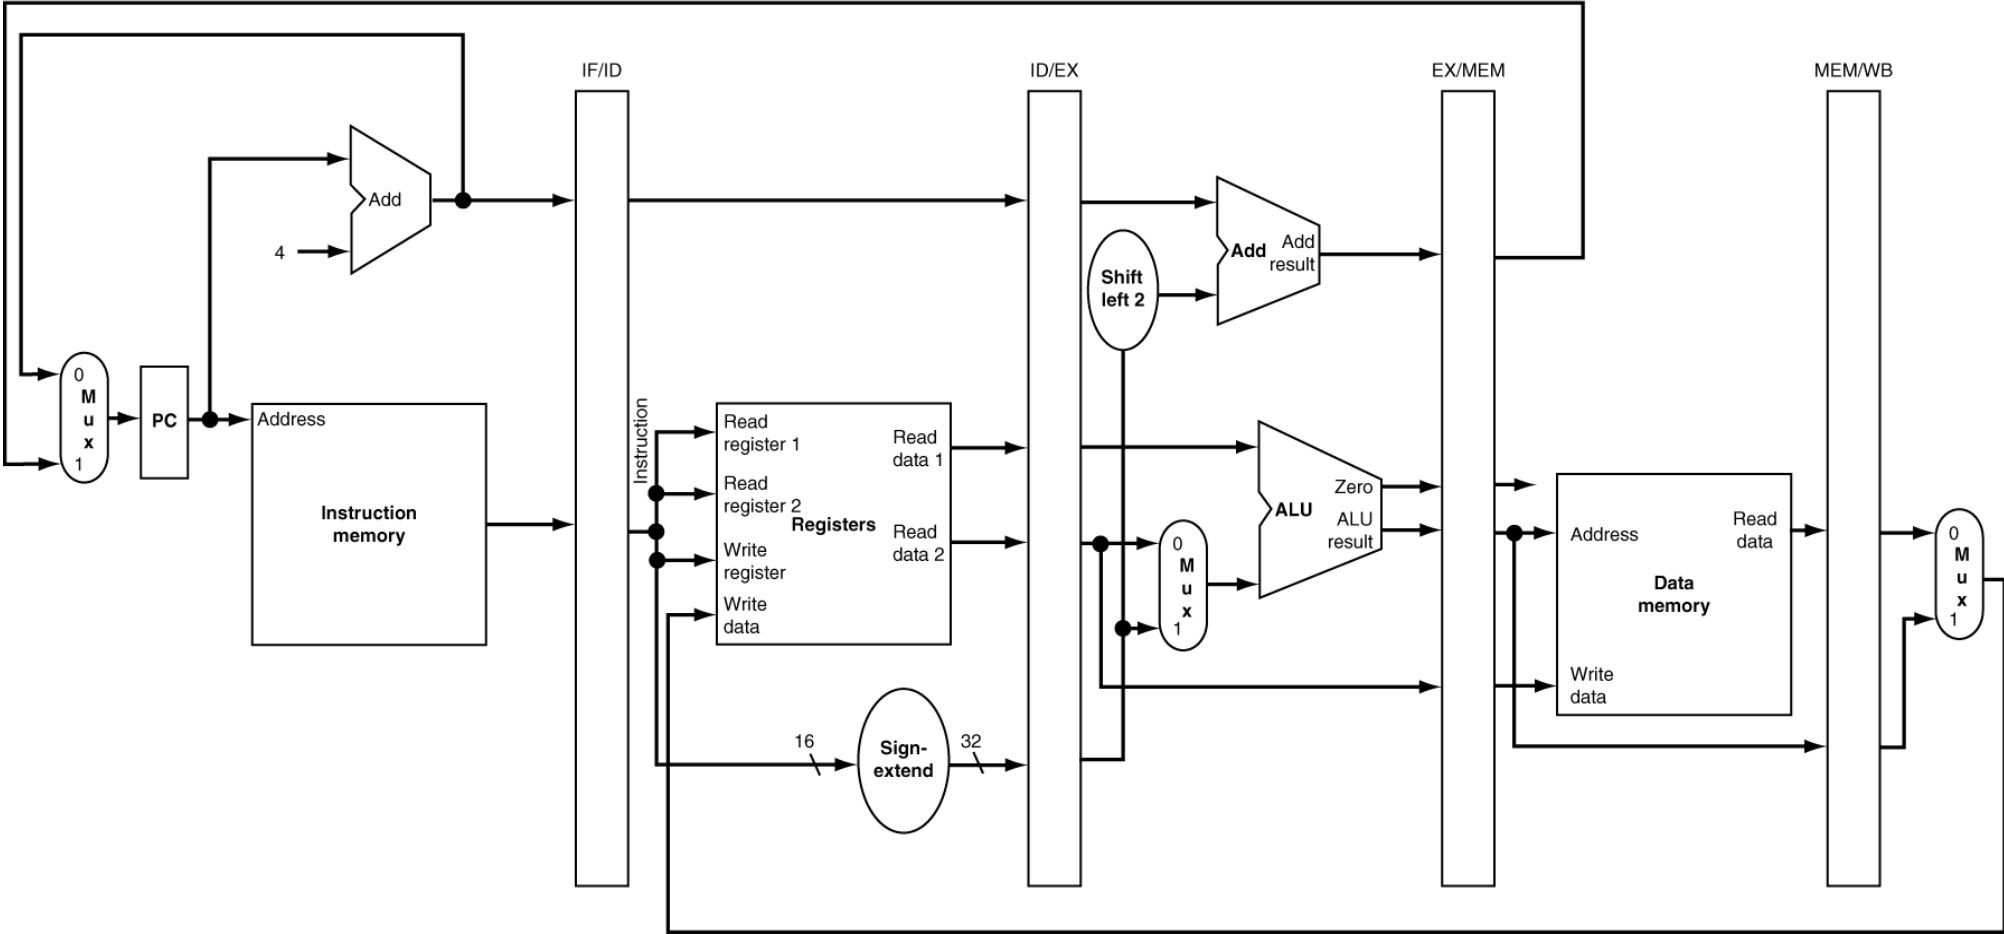 IF/ID
ID/EX
EX/MEM
MEM/WB
Add
4
Add
Add
result
Shift
left 2
0
M
u
x
1
PC
Address
Instruction
memory
Instruction
Read
register 1
Read
register 2
Registers
Write
register
Write
data
Read
data 1
Read
data 2
16
Sign-
extend
32
0
M
u
x
1
Zero
ALU
ALU
result
Address
Read
data
Data
memory
Write
data
0
M
u
x
1